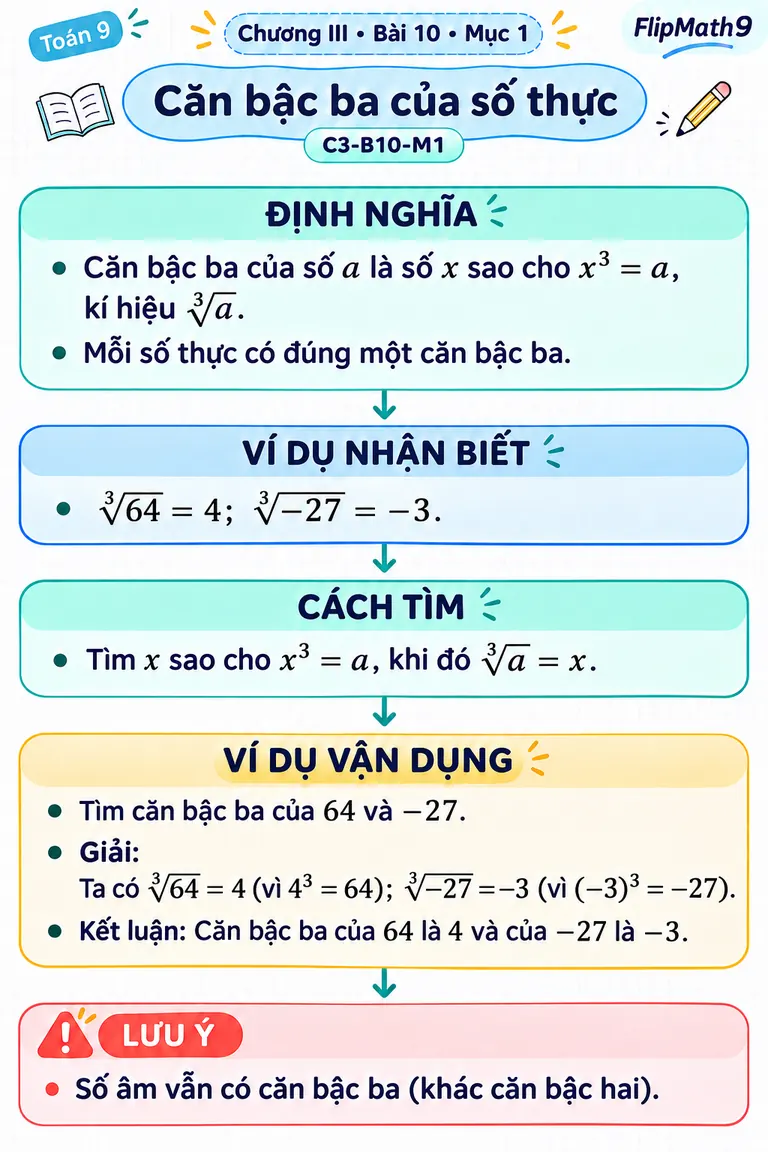 Toán 9
Chương III • Bài 10 • Mục 1
FlipMath9
Căn bậc ba của số thực
C3-B10-M1
ĐỊNH NGHĨA
• Căn bậc ba của số a là số x sao cho x³ = a,
kí hiệu ∛a.
• Mỗi số thực có đúng một căn bậc ba.
VÍ DỤ NHẬN BIẾT
• ∛64 = 4; ∛−27 = −3.
CÁCH TÌM
• Tìm x sao cho x³ = a, khi đó ∛a = x.
VÍ DỤ VẬN DỤNG
• Tìm căn bậc ba của 64 và −27.
• Giải:
Ta có ∛64 = 4 (vì 4³ = 64); ∛−27 = −3 (vì (−3)³ = −27).
• Kết luận: Căn bậc ba của 64 là 4 và của −27 là −3.
LƯU Ý
• Số âm vẫn có căn bậc ba (khác căn bậc hai).